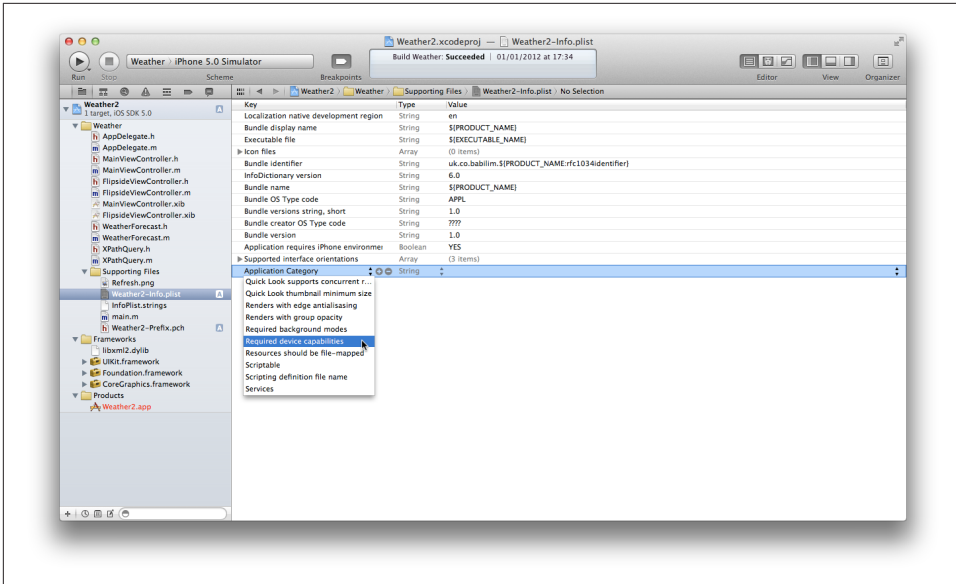 Weather2.xcodeproj — Weather2-Info.plist
Weather iPhone 5.0 Simulator
Build Weather: Succeeded | 01/01/2012 at 17:34
Run Stop Scheme Breakpoints Editor View Organizer
Weather2 Weather Supporting Files Weather2-Info.plist No Selection
Weather2
1 target, iOS SDK 5.0
A
Weather
h AppDelegate.h
m AppDelegate.m
h MainViewController.h
m MainViewController.m
h FlipsideViewController.h
m FlipsideViewController.m
MainViewController.xib
FlipsideViewController.xib
h WeatherForecast.h
m WeatherForecast.m
h XPathQuery.h
m XPathQuery.m
Supporting Files
Refresh.png
Weather2-Info.plist A
InfoPlist.strings
m main.m
h Weather2-Prefix.pch A
Frameworks
libxml2.dylib
UIKit.framework
Foundation.framework
CoreGraphics.framework
Products
Weather2.app
Key Type Value
Localization native development region String en
Bundle display name String ${PRODUCT_NAME}
Executable file String ${EXECUTABLE_NAME}
Icon files Array (0 items)
Bundle identifier String uk.co.babilim.${PRODUCT_NAME:rfc1034identifier}
InfoDictionary version String 6.0
Bundle name String ${PRODUCT_NAME}
Bundle OS Type code String APPL
Bundle versions string, short String 1.0
Bundle creator OS Type code String ????
Bundle version String 1.0
Application requires iPhone environmen Boolean YES
Supported interface orientations Array (3 items)
Application Category String
Quick Look supports concurrent r...
Quick Look thumbnail minimum size
Renders with edge antialisasing
Renders with group opacity
Required background modes
Required device capabilities
Resources should be file-mapped
Scriptable
Scripting definition file name
Services